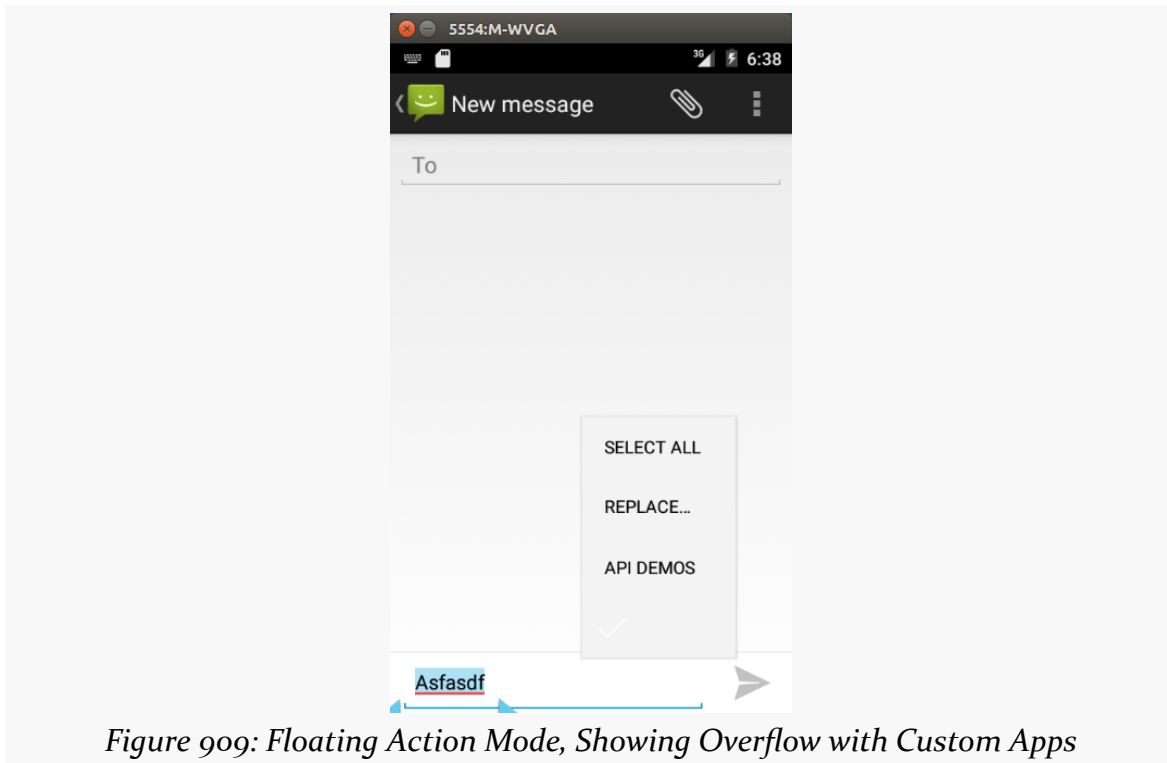 5554:M-WVGA
3G 6:38
New message
To
SELECT ALL
REPLACE...
API DEMOS
Asfasdf
Figure 909: Floating Action Mode, Showing Overflow with Custom Apps